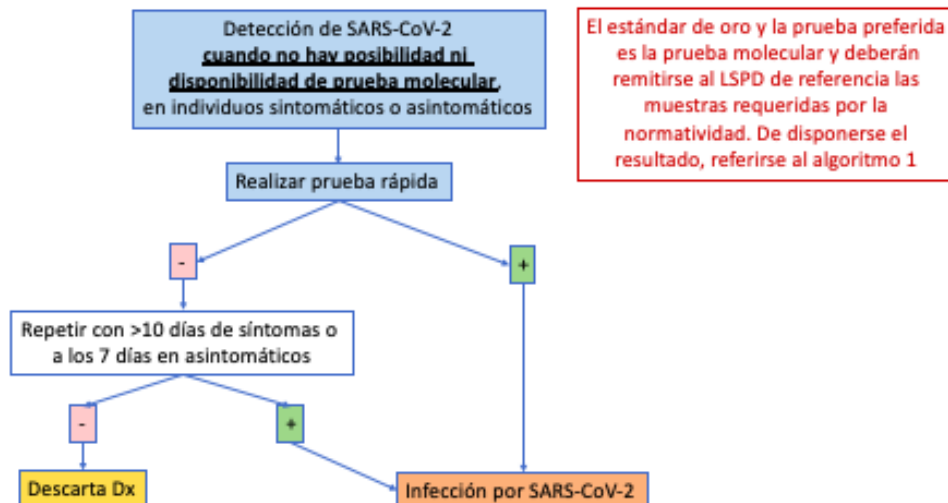 Detección de SARS-CoV-2
cuando no hay posibilidad ni
disponibilidad de prueba molecular,
en individuos sintomáticos o asintomáticos
El estándar de oro y la prueba preferida
es la prueba molecular y deberán
remitirse al LSPD de referencia las
muestras requeridas por la
normatividad. De disponerse el
resultado, referirse al algoritmo 1
Realizar prueba rápida
-
+
Repetir con >10 días de síntomas o
a los 7 días en asintomáticos
-
+
Descarta Dx
Infección por SARS-CoV-2